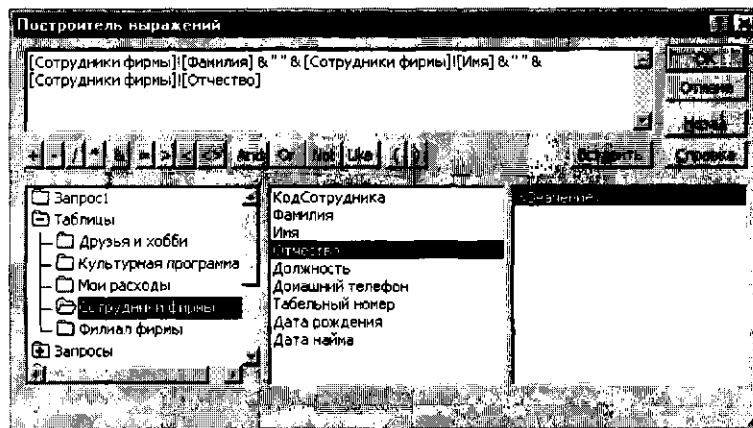 Построитель выражений
[Сотрудники фирмы]![Фамилия] & " " & [Сотрудники фирмы]![Имя] & " " &
[Сотрудники фирмы]![Отчество]
OK
Отмена
Назад
+ - / * & = > < <> And Or Not Like ( )
Вставить
Справка
Запрос1
Таблицы
Друзья и хобби
Культурная программа
Мои расходы
Сотрудники фирмы
Филиал фирмы
Запросы
КодСотрудника
Фамилия
Имя
Отчество
Должность
Домашний телефон
Табельный номер
Дата рождения
Дата найма
<Значение>